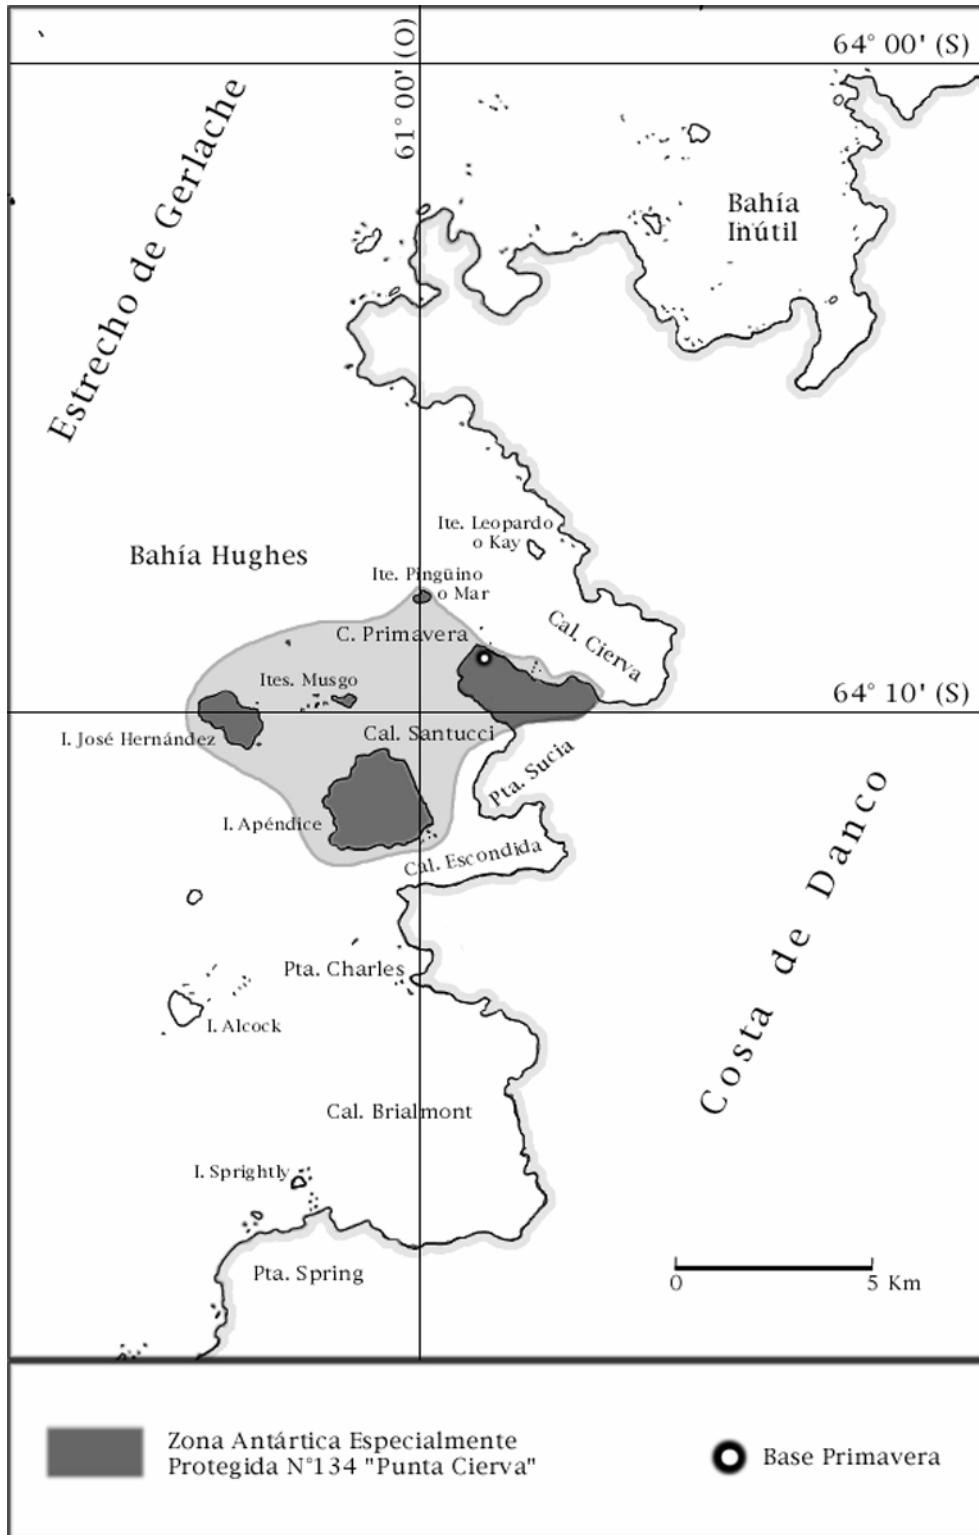 64° 00' (S)
61° 00' (O)
Estrecho de Gerlache
Bahía
Inútil
Ite. Leopardo
o Kay
Bahía Hughes
Ite. Pingüino
o Mar
Cal. Cierva
C. Primavera
Ites. Musgo
64° 10' (S)
I. José Hernández
Cal. Santucci
Pta. Sucia
I. Apéndice
Cal. Escondida
Costa de Danco
Pta. Charles
I. Alcock
Cal. Brialmont
I. Sprightly
Pta. Spring
0 5 Km
Zona Antártica Especialmente
Protegida N°134 "Punta Cierva"
Base Primavera